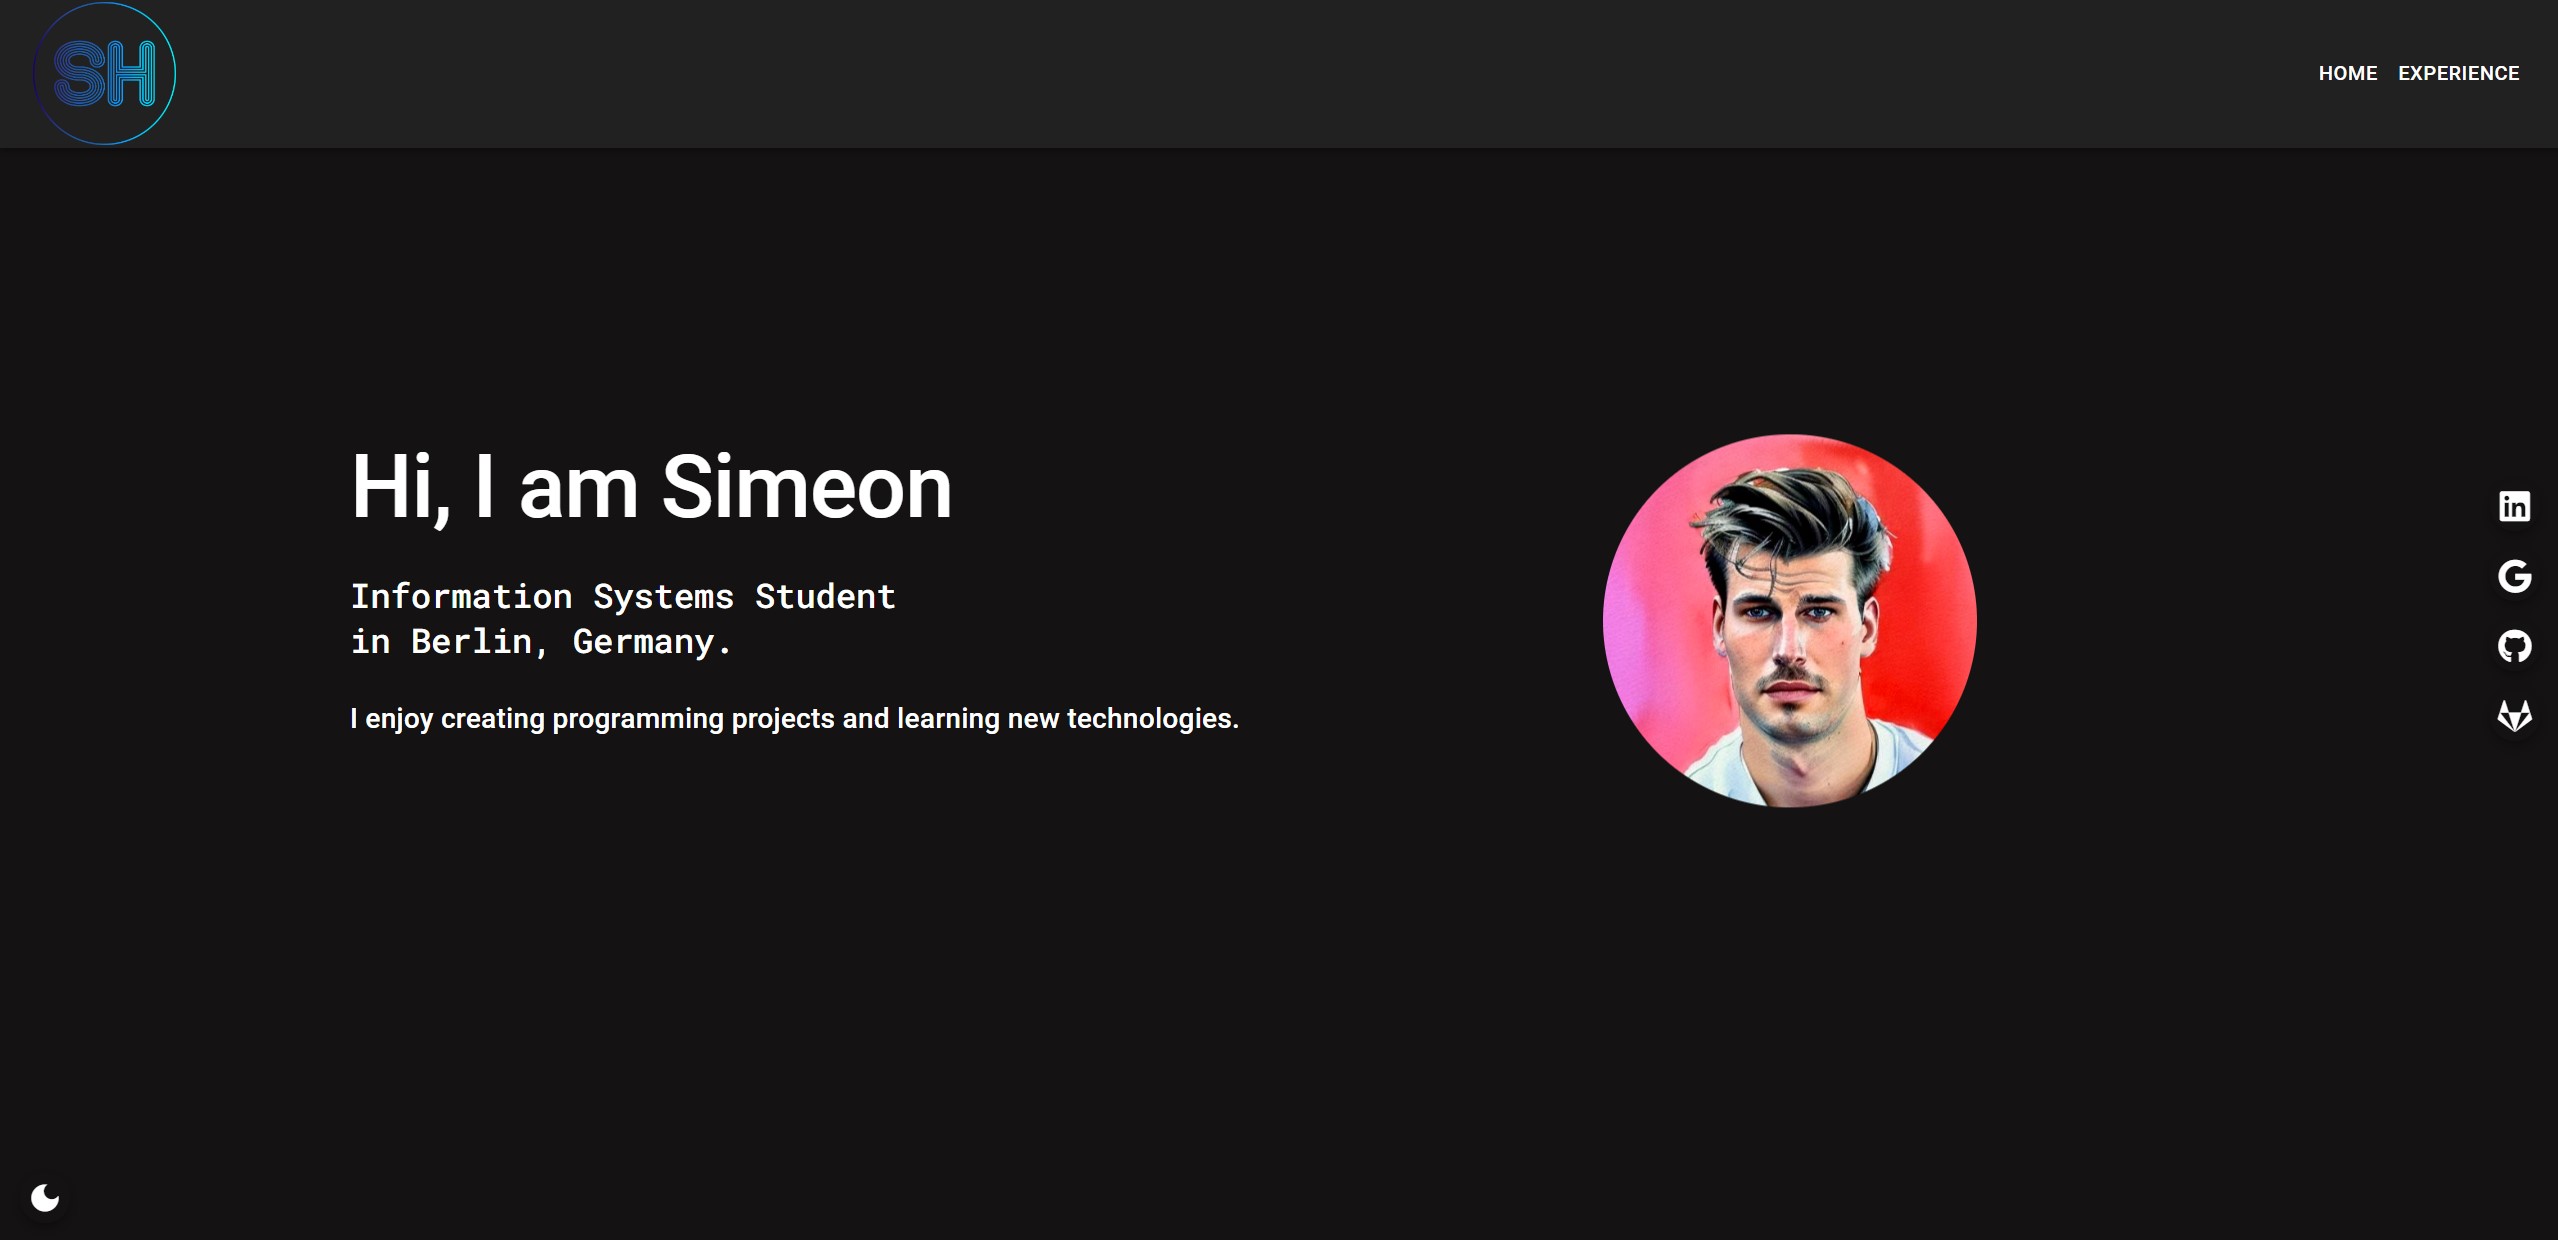 SH
HOME EXPERIENCE
Hi, I am Simeon
Information Systems Student
in Berlin, Germany.
I enjoy creating programming projects and learning new technologies.
in
G